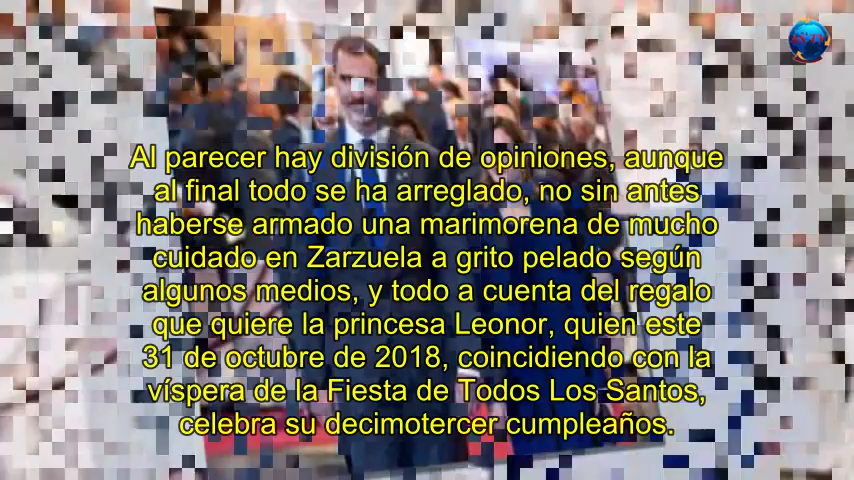 Al parecer hay división de opiniones, aunque
al final todo se ha arreglado, no sin antes
haberse armado una marimorena de mucho
cuidado en Zarzuela a grito pelado según
algunos medios, y todo a cuenta del regalo
que quiere la princesa Leonor, quien este
31 de octubre de 2018, coincidiendo con la
víspera de la Fiesta de Todos Los Santos,
celebra su decimotercer cumpleaños.